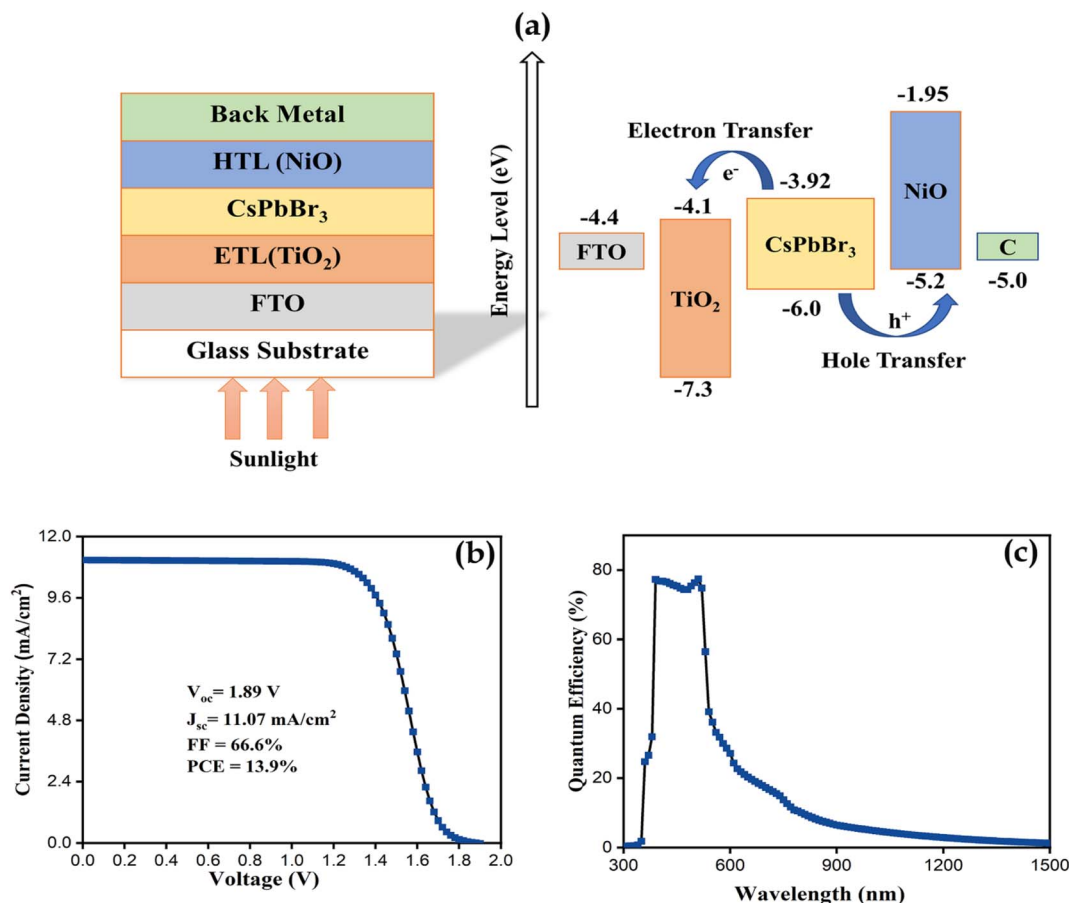 (a)
Back Metal
HTL (NiO)
CsPbBr₃
ETL(TiO₂)
FTO
Glass Substrate
Sunlight
Energy Level (eV)
Electron Transfer
e⁻
-4.4
FTO
-4.1
TiO₂
-7.3
-3.92
CsPbBr₃
-6.0
-1.95
NiO
-5.2
C
-5.0
h⁺
Hole Transfer
(b)
Current Density (mA/cm²)
12.0
9.6
7.2
4.8
2.4
0.0
V_oc= 1.89 V
J_sc= 11.07 mA/cm²
FF = 66.6%
PCE = 13.9%
0.0 0.2 0.4 0.6 0.8 1.0 1.2 1.4 1.6 1.8 2.0
Voltage (V)
(c)
Quantum Efficiency (%)
80
60
40
20
0
300 600 900 1200 1500
Wavelength (nm)